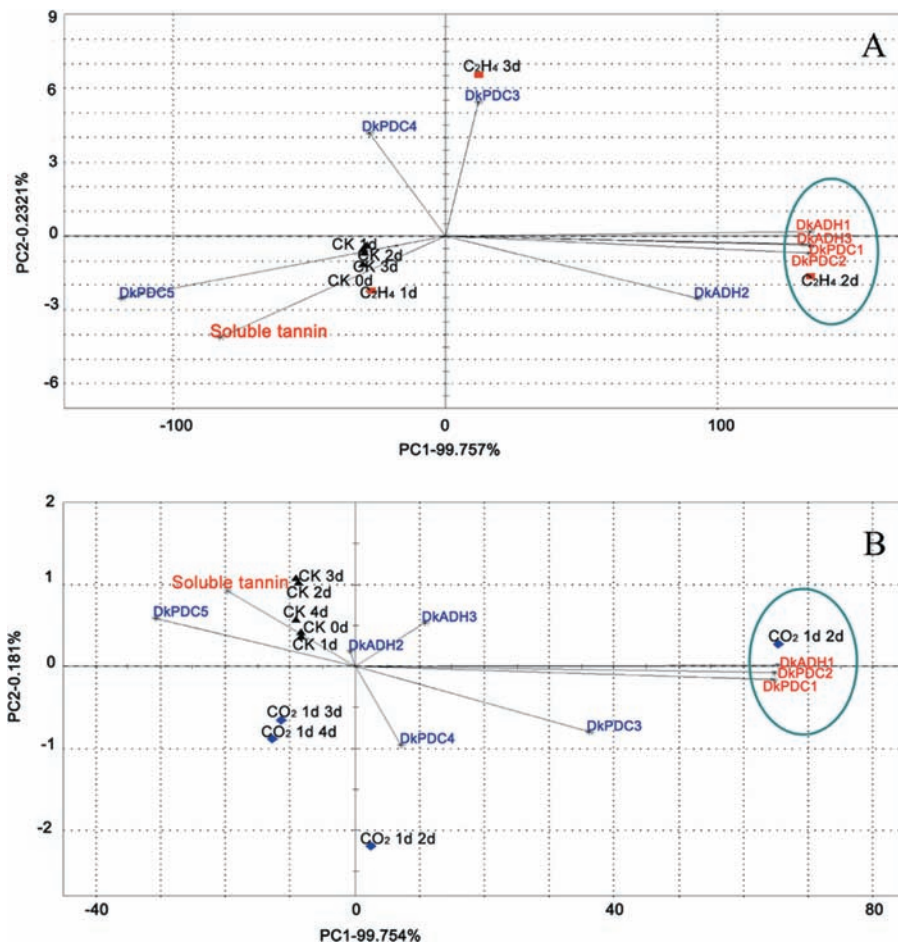 9
6
3
0
-3
-6
PC2-0.2321%
A
C₂H₄ 3d
DkPDC3
DkPDC4
CK 1d
CK 2d
CK 3d
CK 0d
C₂H₄ 1d
DkPDC5
Soluble tannin
DkADH2
DkADH1
DkADH3
DkPDC1
DkPDC2
C₂H₄ 2d
-100
0
100
PC1-99.757%
2
1
0
-1
-2
PC2-0.181%
B
CK 3d
Soluble tannin
CK 2d
DkPDC5
CK 4d
CK 0d
CK 1d
DkADH2
DkADH3
CO₂ 1d 2d
DkADH1
DkPDC2
DkPDC1
CO₂ 1d 3d
CO₂ 1d 4d
DkPDC4
DkPDC3
CO₂ 1d 2d
-40
0
40
80
PC1-99.754%